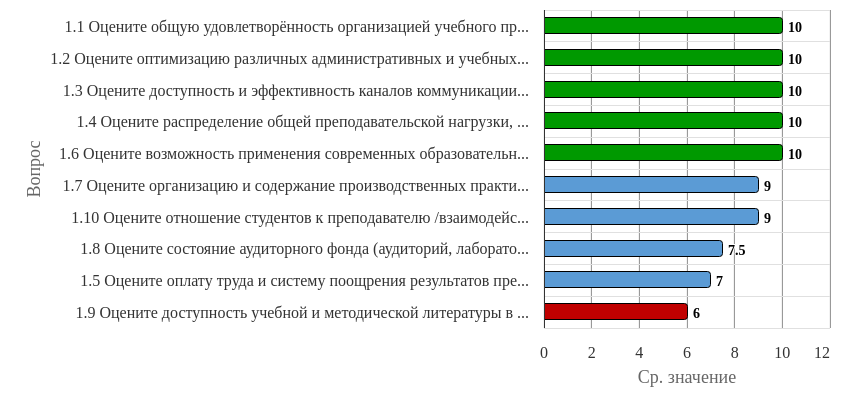 1.1 Оцените общую удовлетворённость организацией учебного пр... 10
1.2 Оцените оптимизацию различных административных и учебных... 10
1.3 Оцените доступность и эффективность каналов коммуникации... 10
1.4 Оцените распределение общей преподавательской нагрузки, ... 10
1.6 Оцените возможность применения современных образовательн... 10
1.7 Оцените организацию и содержание производственных практи... 9
1.10 Оцените отношение студентов к преподавателю /взаимодейс... 9
1.8 Оцените состояние аудиторного фонда (аудиторий, лаборато... 7.5
1.5 Оцените оплату труда и систему поощрения результатов пре... 7
1.9 Оцените доступность учебной и методической литературы в ... 6
Вопрос
0 2 4 6 8 10 12
Ср. значение